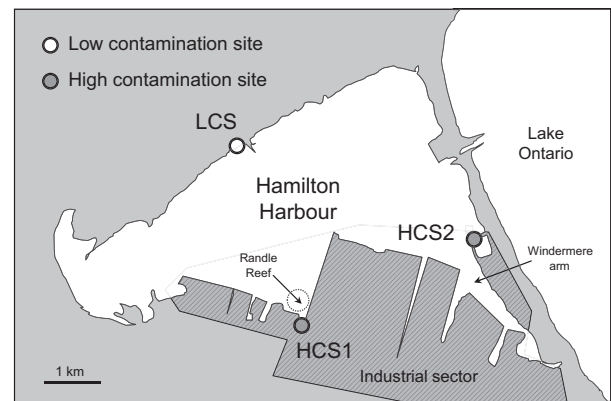 Low contamination site
High contamination site
LCS
Lake
Ontario
Hamilton
Harbour
HCS2
Randle
Reef
Windermere
arm
HCS1
Industrial sector
1 km